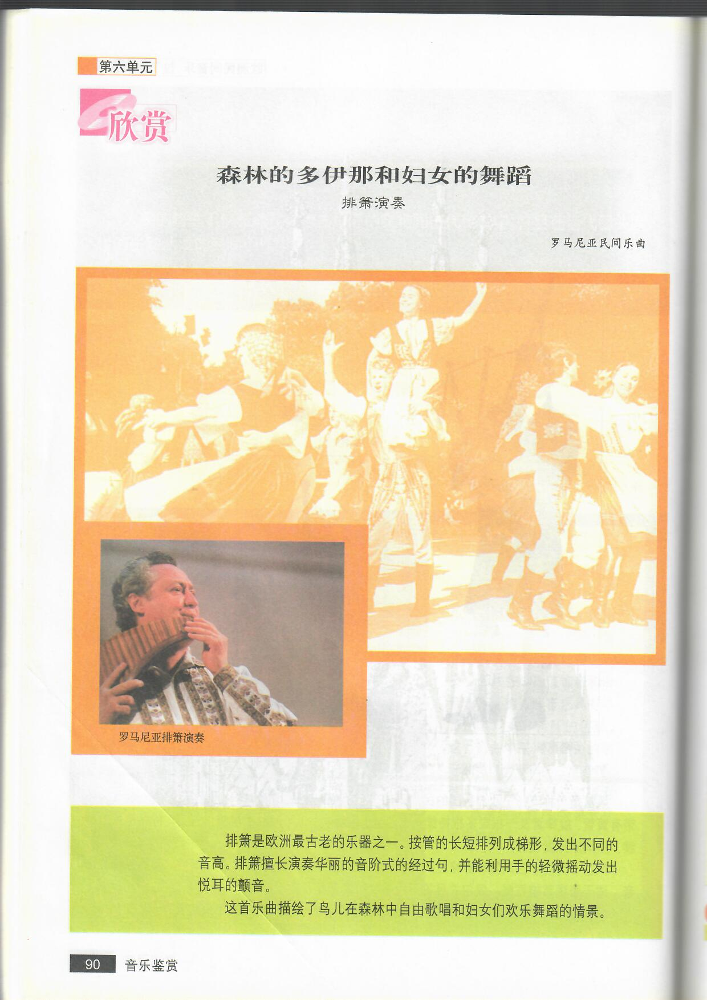 第六单元
欣赏
森林的多伊那和妇女的舞蹈
排箫演奏
罗马尼亚民间乐曲
罗马尼亚排箫演奏
排箫是欧洲最古老的乐器之一。按管的长短排列成梯形，发出不同的
音高。排箫擅长演奏华丽的音阶式的经过句，并能利用手的轻微摇动发出
悦耳的颤音。
这首乐曲描绘了鸟儿在森林中自由歌唱和妇女们欢乐舞蹈的情景。
90 音乐鉴赏